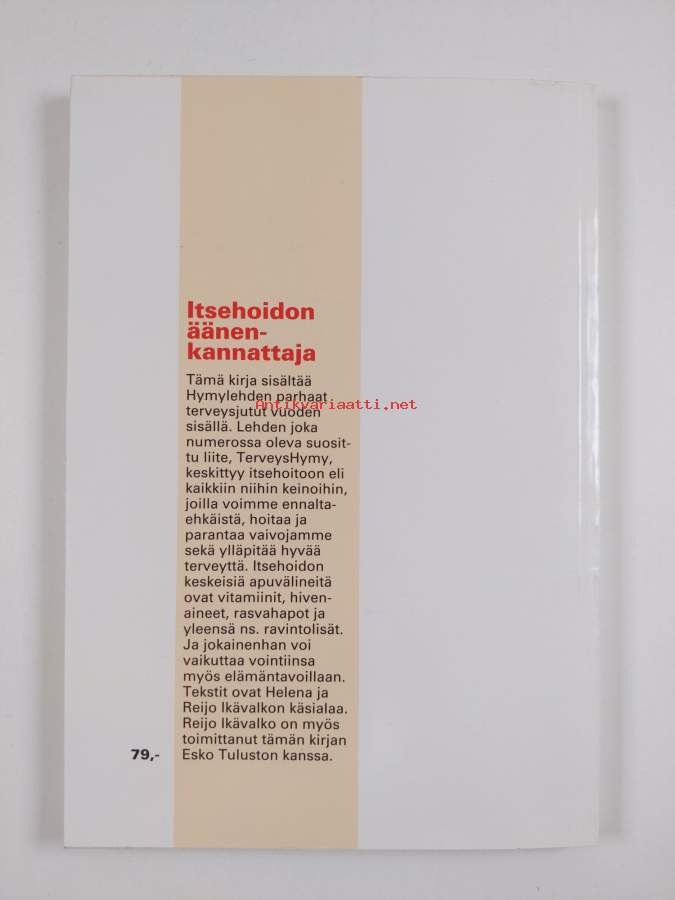 Itsehoidon
äänen-
kannattaja
Tämä kirja sisältää
Hymylehden parhaat
Antikvariaatti.net
terveysjutut vuoden
sisällä. Lehden joka
numerossa oleva suosit-
tu liite, TerveysHymy,
keskittyy itsehoitoon eli
kaikkiin niihin keinoihin,
joilla voimme ennalta-
ehkäistä, hoitaa ja
parantaa vaivojamme
sekä ylläpitää hyvää
terveyttä. Itsehoidon
keskeisiä apuvälineitä
ovat vitamiinit, hiven-
aineet, rasvahapot ja
yleensä ns. ravintolisät.
Ja jokainenhan voi
vaikuttaa vointiinsa
myös elämäntavoillaan.
Tekstit ovat Helena ja
Reijo Ikävalkon käsialaa.
Reijo Ikävalko on myös
toimittanut tämän kirjan
Esko Tuluston kanssa.
79,-